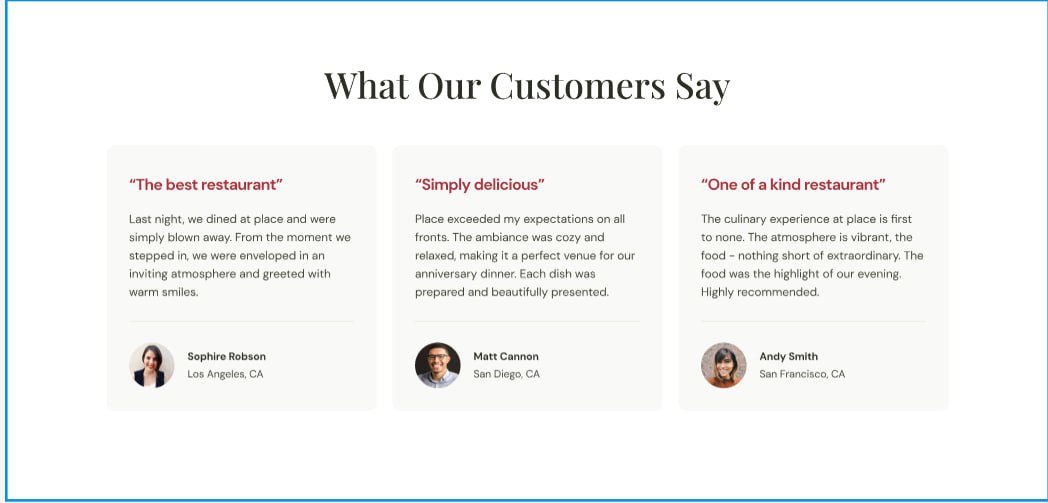 What Our Customers Say
“The best restaurant”
Last night, we dined at place and were
simply blown away. From the moment we
stepped in, we were enveloped in an
inviting atmosphere and greeted with
warm smiles.
Sophire Robson
Los Angeles, CA
“Simply delicious”
Place exceeded my expectations on all
fronts. The ambiance was cozy and
relaxed, making it a perfect venue for our
anniversary dinner. Each dish was
prepared and beautifully presented.
Matt Cannon
San Diego, CA
“One of a kind restaurant”
The culinary experience at place is first
to none. The atmosphere is vibrant, the
food - nothing short of extraordinary. The
food was the highlight of our evening.
Highly recommended.
Andy Smith
San Francisco, CA